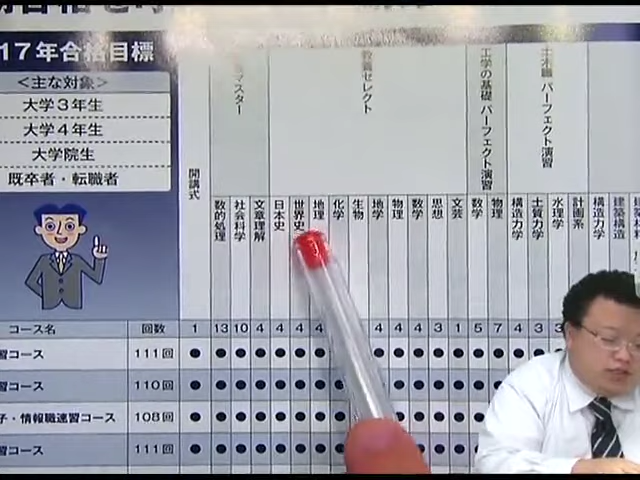 17年合格目標
＜主な対象＞
大学3年生
大学4年生
大学院生
既卒者・転職者
開講式
マスター
数的処理
社会科学
文章理解
教養セレクト
日本史
世界史
地理
化学
生物
地学
物理
数学
思想
文芸
工学の基礎 パーフェクト演習
数学
物理
土木職 パーフェクト演習
構造力学
土質力学
水理学
計画系
構造力学
建築構造
コース名 回数 1 13 10 4 4 4 4 4 4 4 3 1 5 7 4 3 3
習コース 111回 ● ● ● ● ● ● ● ● ● ● ● ● ● ● ● ●
習コース 110回 ● ● ● ● ● ● ● ● ● ● ● ● ● ●
子・情報職速習コース 108回 ● ● ● ● ● ● ● ● ● ● ● ● ● ●
習コース 111回 ● ● ● ● ● ● ● ● ● ● ● ● ●